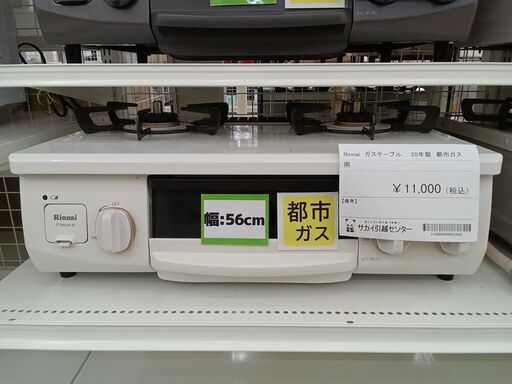 Rinnai
OFF
ON
幅:56cm
都市
ガス
Rinnai ガステーブル 20年製 都市ガス
用
¥11,000(税込)
【備考】
サカイ引越センター